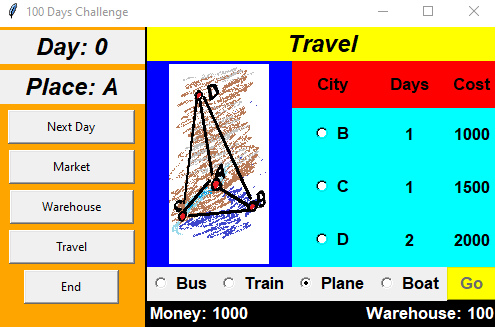 100 Days Challenge
Day: 0
Place: A
Next Day
Market
Warehouse
Travel
End
Travel
D
A
C
B
City Days Cost
B 1 1000
C 1 1500
D 2 2000
Bus Train Plane Boat Go
Money: 1000 Warehouse: 100